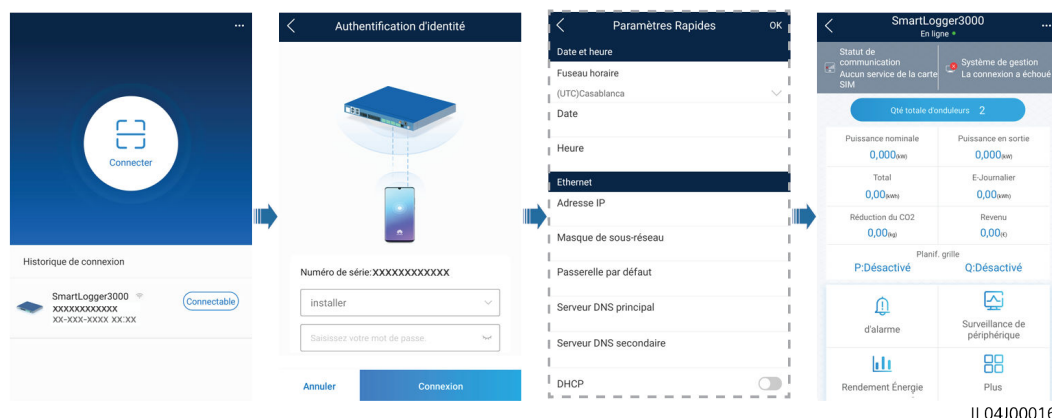 ...
Connecter
Historique de connexion
SmartLogger3000
XXXXXXXXXXXX
XX-XXX-XXXX XX:XX
Connectable
Authentification d'identité
Numéro de série:XXXXXXXXXXXX
installer
Saisissez votre mot de passe.
Annuler
Connexion
Paramètres Rapides
OK
Date et heure
Fuseau horaire
(UTC)Casablanca
Date
Heure
Ethernet
Adresse IP
Masque de sous-réseau
Passerelle par défaut
Serveur DNS principal
Serveur DNS secondaire
DHCP
SmartLogger3000
...
En ligne
Statut de
communication
Aucun service de la carte
SIM
Système de gestion
La connexion a échoué
Qté totale d'onduleurs 2
Puissance nominale
0,000(kW)
Puissance en sortie
0,000(kW)
Total
0,00(kWh)
E-Journalier
0,00(kWh)
Réduction du CO2
0,00(kg)
Revenu
0,00(€)
Planif. grille
P:Désactivé
Q:Désactivé
d'alarme
Surveillance de
périphérique
Rendement Énergie
Plus
IL04J00016